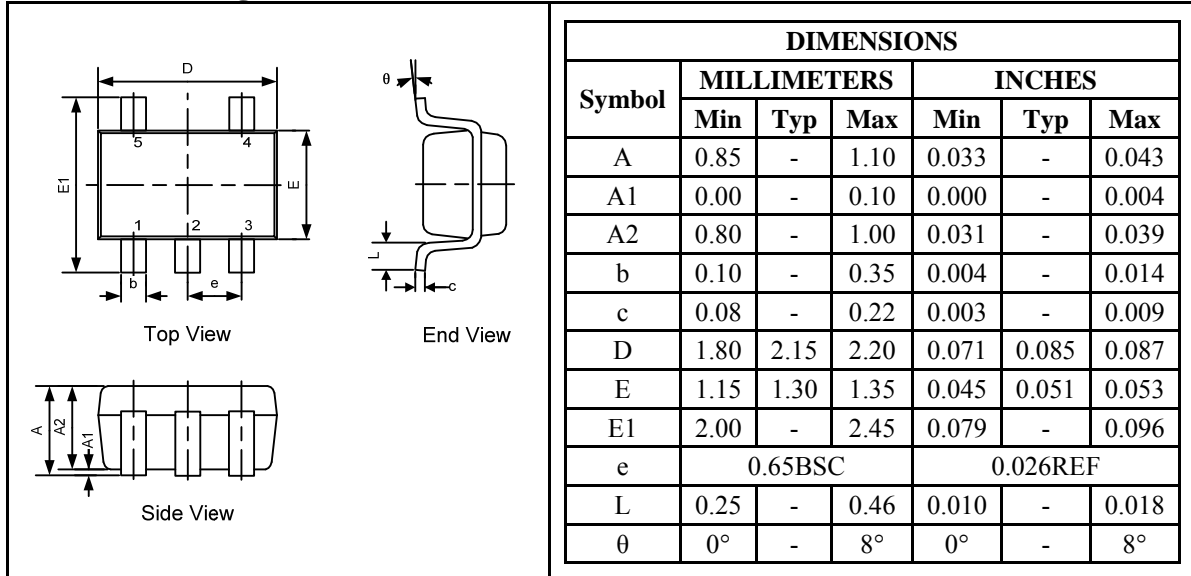 D
E1
E
5 4
1 2 3
b e
Top View
θ
L
c
End View
A
A2
A1
Side View
DIMENSIONS
Symbol MILLIMETERS INCHES
Min Typ Max Min Typ Max
A 0.85 - 1.10 0.033 - 0.043
A1 0.00 - 0.10 0.000 - 0.004
A2 0.80 - 1.00 0.031 - 0.039
b 0.10 - 0.35 0.004 - 0.014
c 0.08 - 0.22 0.003 - 0.009
D 1.80 2.15 2.20 0.071 0.085 0.087
E 1.15 1.30 1.35 0.045 0.051 0.053
E1 2.00 - 2.45 0.079 - 0.096
e 0.65BSC 0.026REF
L 0.25 - 0.46 0.010 - 0.018
θ 0° - 8° 0° - 8°